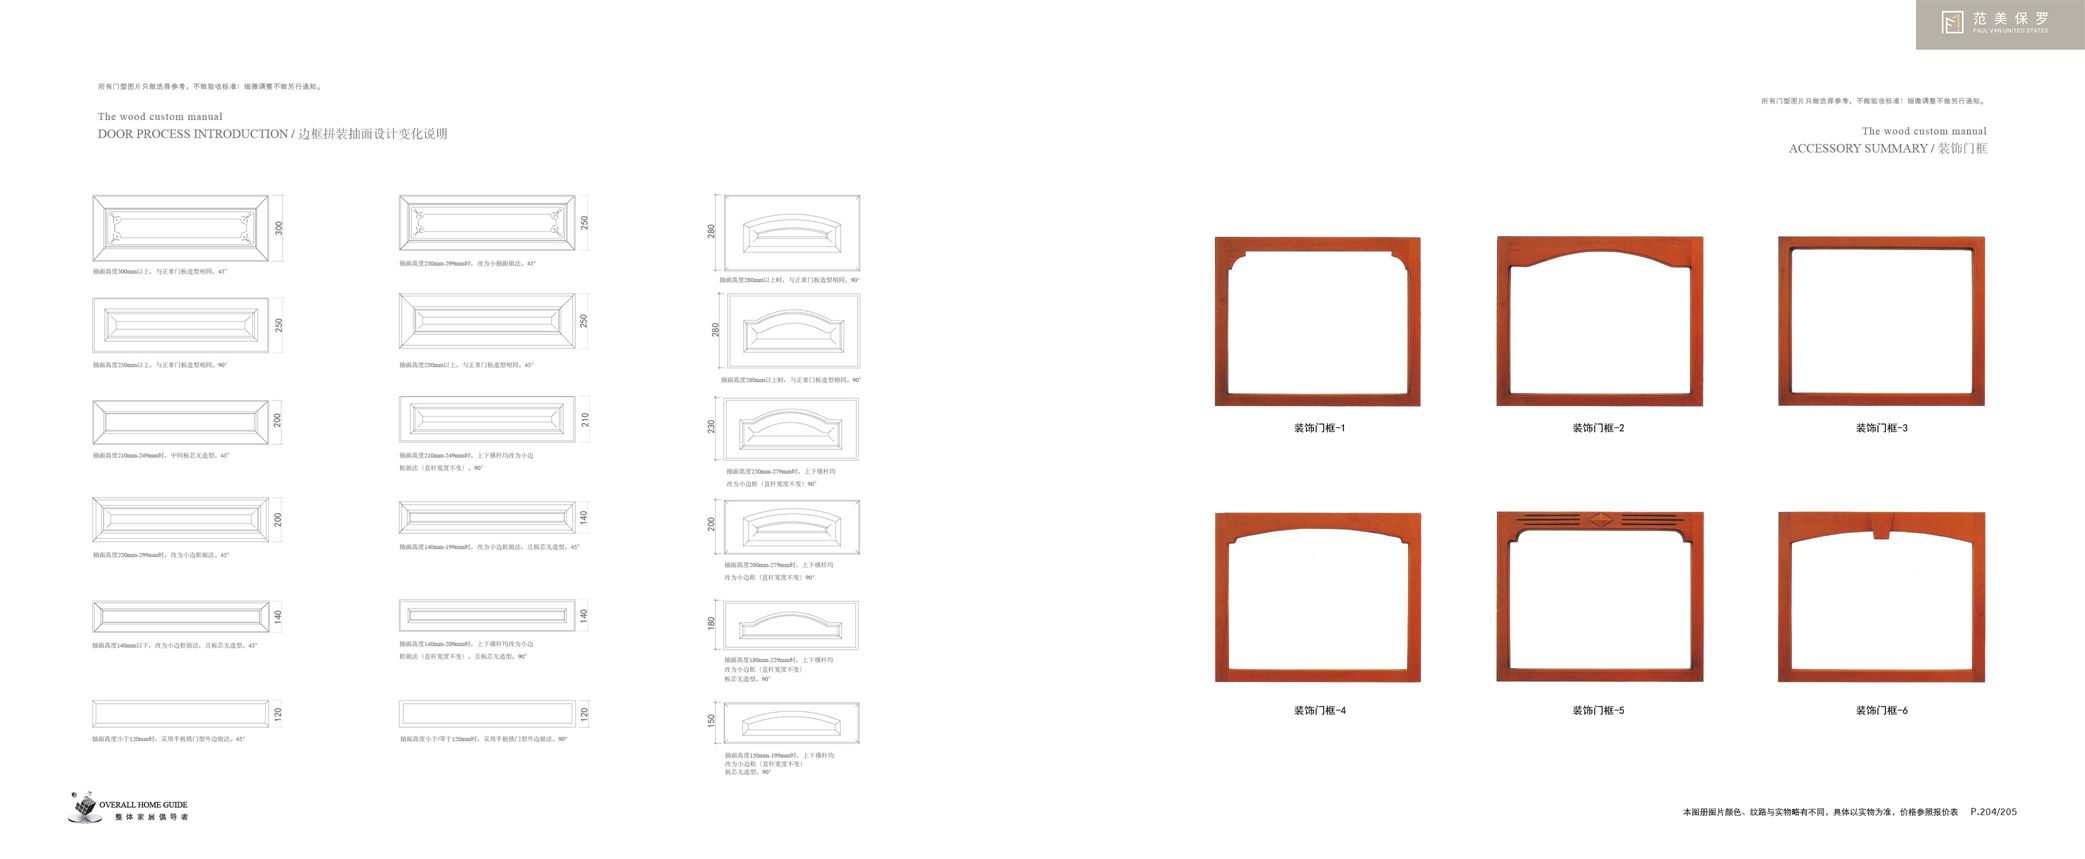 范美保罗
PAUL VAN UNITED STATES
所有门型图片只做选择参考，不做验收标准！细微调整不做另行通知。
The wood custom manual
DOOR PROCESS INTRODUCTION / 边框拼装抽面设计变化说明
300
抽面高度300mm以上，与正常门板造型相同。45°
250
抽面高度250mm以上，与正常门板造型相同。90°
200
抽面高度210mm-249mm时，中间板芯无造型。45°
200
抽面高度250mm-299mm时，改为小边框做法。45°
140
抽面高度140mm以下，改为小边框做法，且板芯无造型。45°
120
抽面高度小于120mm时，采用平板铣门型外边做法。45°
250
抽面高度250mm-299mm时，改为小抽面做法。45°
250
抽面高度250mm以上，与正常门板造型相同。45°
210
抽面高度210mm-249mm时，上下横杆均改为小边
框做法（直杆宽度不变）。90°
140
抽面高度140mm-199mm时，改为小边框做法，且板芯无造型。45°
140
抽面高度140mm-209mm时，上下横杆均改为小边
框做法（直杆宽度不变），且板芯无造型。90°
120
抽面高度小于/等于120mm时，采用平板铣门型外边做法。90°
280
抽面高度280mm以上时，与正常门板造型相同。90°
280
抽面高度280mm以上时，与正常门板造型相同。90°
230
抽面高度230mm-279mm时，上下横杆均
改为小边框（直杆宽度不变）90°
200
抽面高度200mm-279mm时，上下横杆均
改为小边框（直杆宽度不变）90°
180
抽面高度180mm-229mm时，上下横杆均
改为小边框（直杆宽度不变）
板芯无造型。90°
150
抽面高度150mm-199mm时，上下横杆均
改为小边框（直杆宽度不变）
板芯无造型。90°
OVERALL HOME GUIDE
整体家居倡导者
所有门型图片只做选择参考，不做验收标准！细微调整不做另行通知。
The wood custom manual
ACCESSORY SUMMARY / 装饰门框
装饰门框-1
装饰门框-2
装饰门框-3
装饰门框-4
装饰门框-5
装饰门框-6
本画册图片颜色、纹路与实物略有不同，具体以实物为准，价格参照报价表 P.204/205